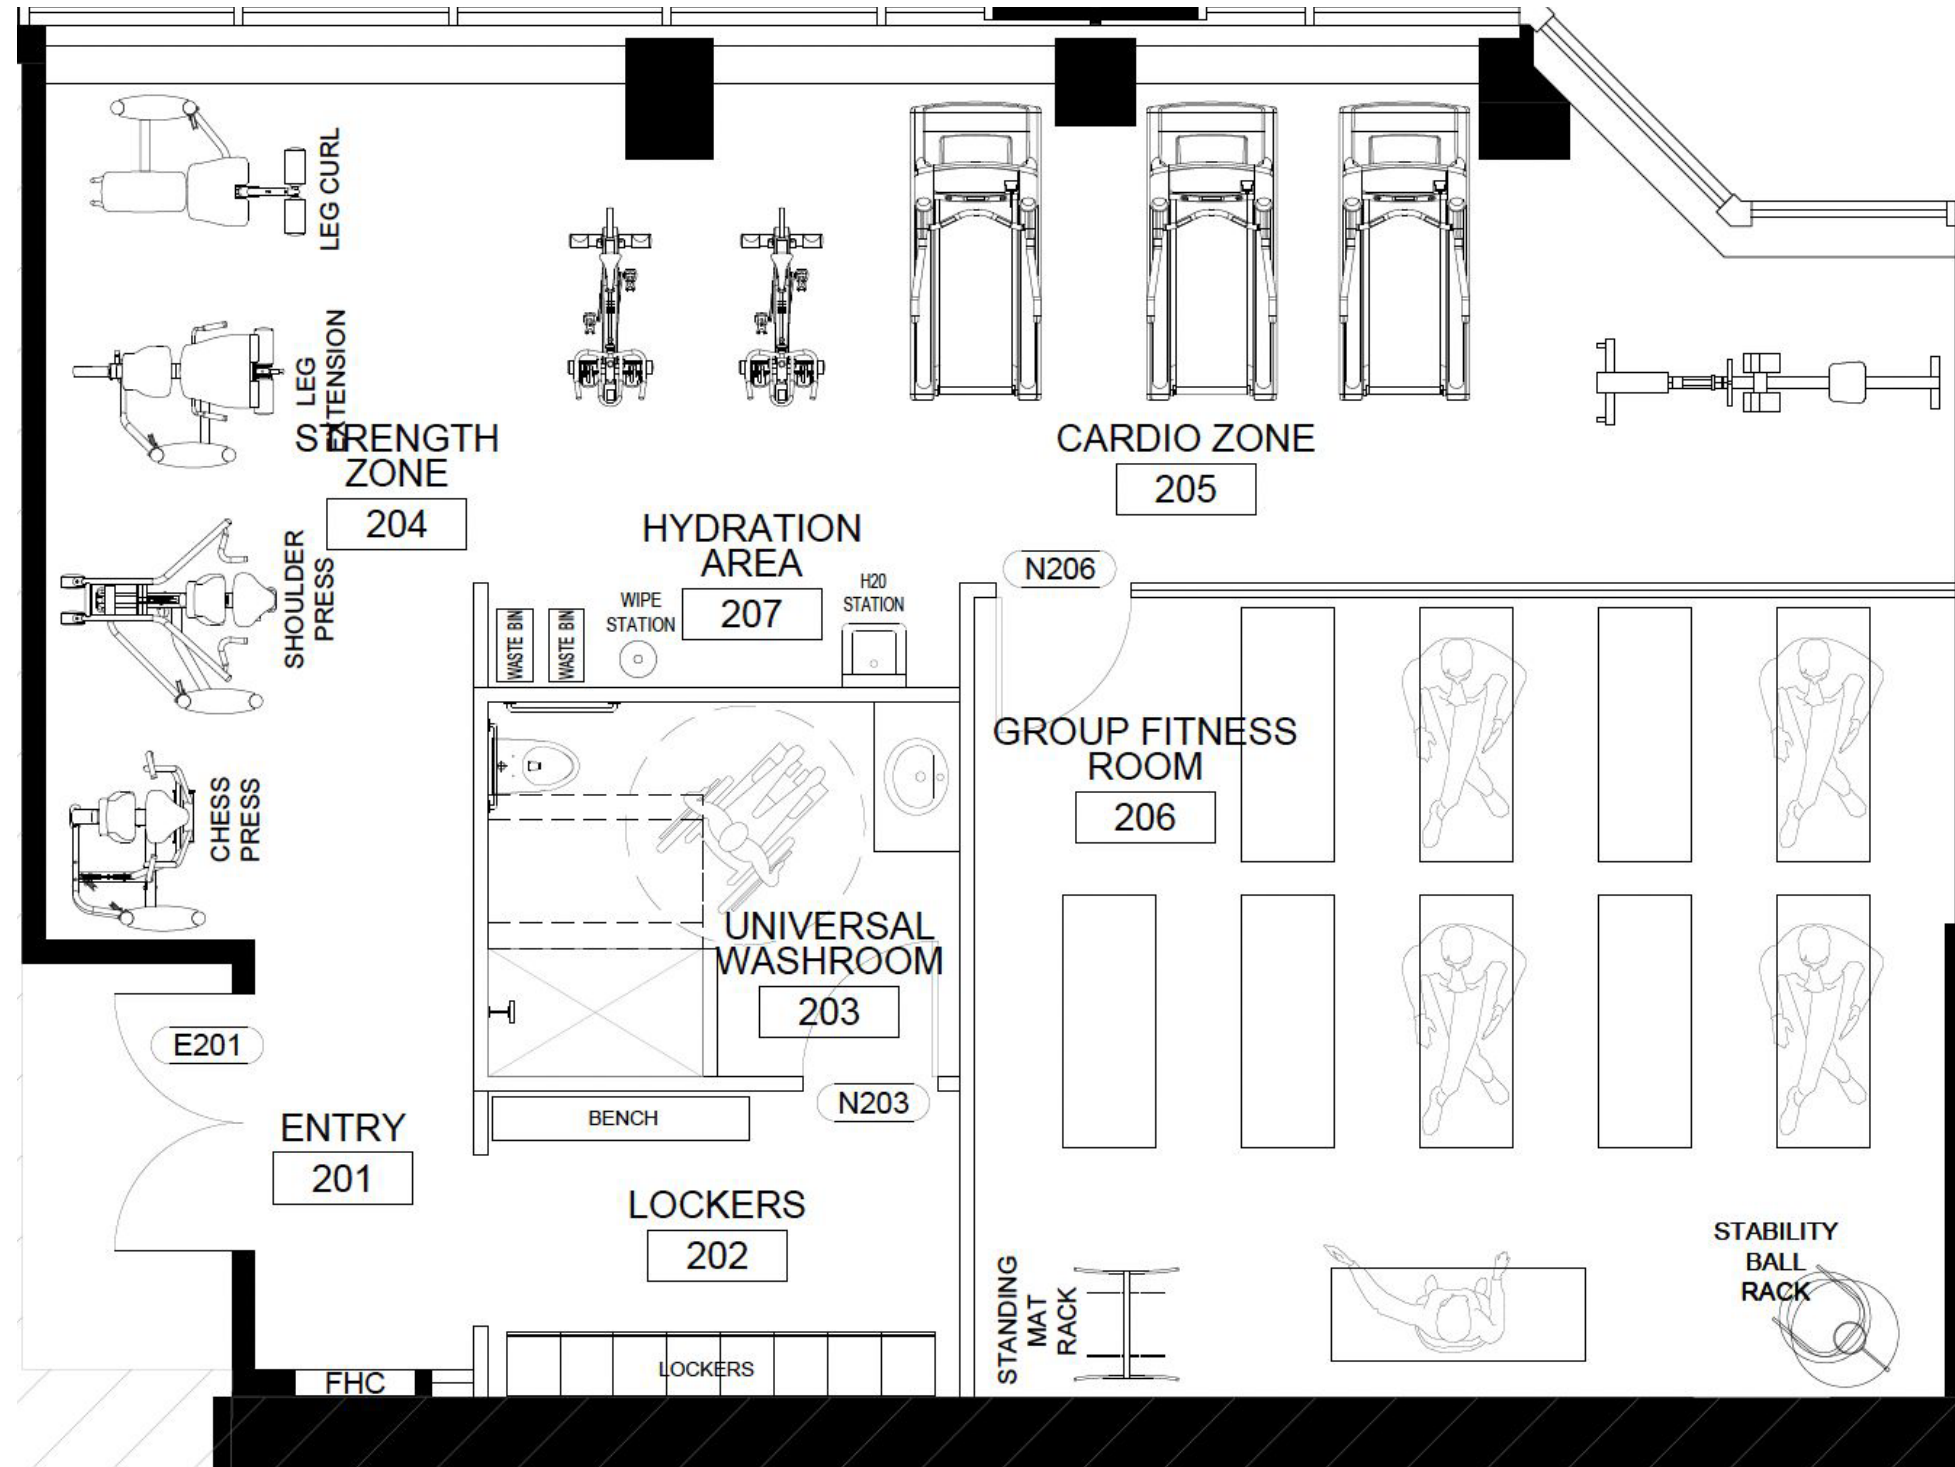 LEG CURL
LEG
EXTENSION
STRENGTH
ZONE
204
CARDIO ZONE
205
HYDRATION
AREA
207
WIPE
STATION
H20
STATION
WASTE BIN
WASTE BIN
N206
SHOULDER
PRESS
CHESS
PRESS
GROUP FITNESS
ROOM
206
UNIVERSAL
WASHROOM
203
E201
N203
BENCH
ENTRY
201
LOCKERS
202
STANDING
MAT
RACK
STABILITY
BALL
RACK
LOCKERS
FHC